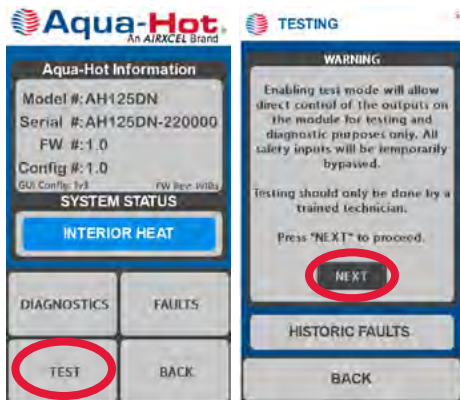 Aqua-Hot.
An AIRXCEL Brand
Aqua-Hot Information
Model #: AH125DN
Serial #: AH125DN-220000
FW #: 1.0
Config #: 1.0
GUI Config: 1v3 FW Rev:
SYSTEM STATUS
INTERIOR HEAT
DIAGNOSTICS
FAULTS
TEST
BACK
TESTING
WARNING
Enabling test mode will allow
direct control of the outputs on
the module for testing and
diagnostic purposes only. All
safety inputs will be temporarily
bypassed.
Testing should only be done by a
trained technician.
Press "NEXT" to proceed.
NEXT
HISTORIC FAULTS
BACK